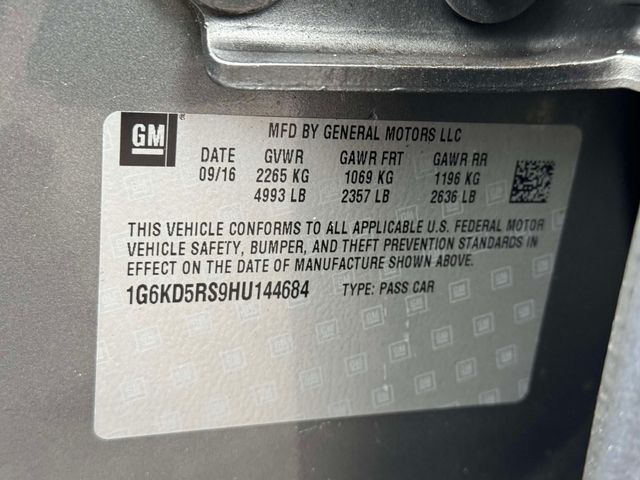 GM ® MFD BY GENERAL MOTORS LLC
DATE GVWR GAWR FRT GAWR RR
09/16 2265 KG 1069 KG 1196 KG
4993 LB 2357 LB 2636 LB
THIS VEHICLE CONFORMS TO ALL APPLICABLE U.S. FEDERAL MOTOR
VEHICLE SAFETY, BUMPER, AND THEFT PREVENTION STANDARDS IN
EFFECT ON THE DATE OF MANUFACTURE SHOWN ABOVE.
1G6KD5RS9HU144684 TYPE: PASS CAR